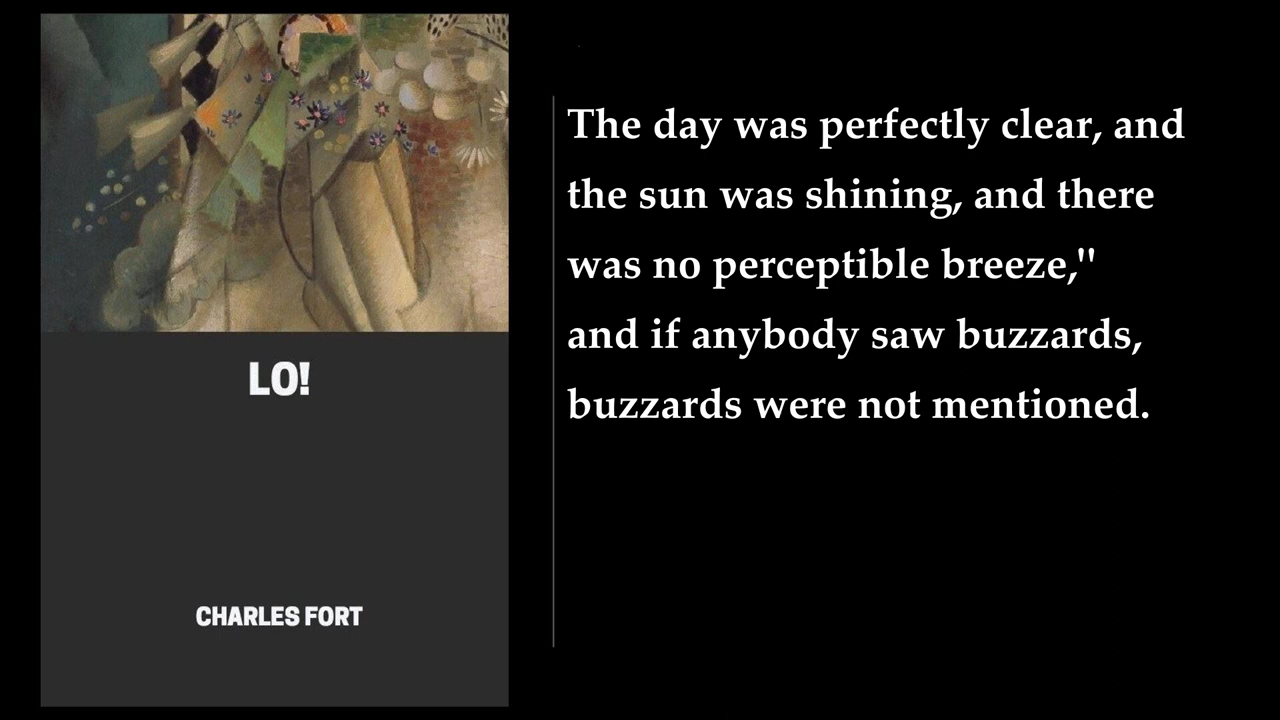 LO!
CHARLES FORT
The day was perfectly clear, and
the sun was shining, and there
was no perceptible breeze,"
and if anybody saw buzzards,
buzzards were not mentioned.